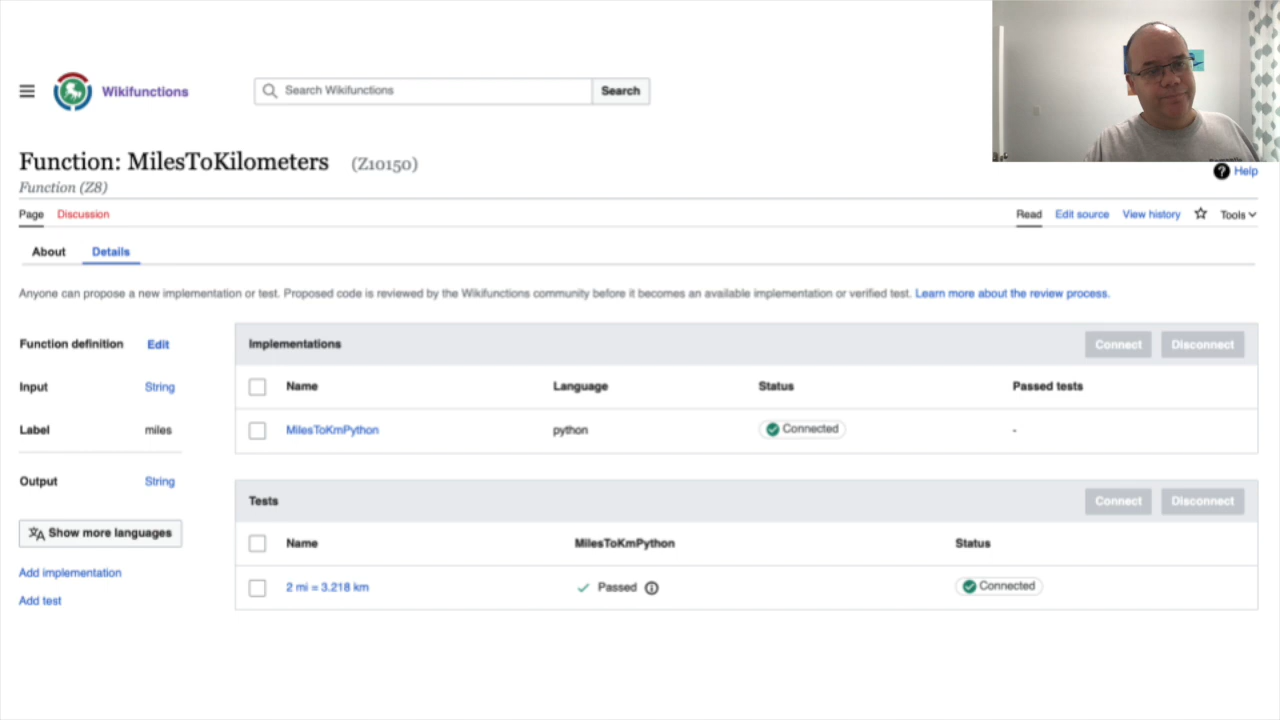 Wikifunctions
Search Wikifunctions
Search
Function: MilesToKilometers (Z10150)
Function (Z8)
Help
Page Discussion
Read Edit source View history Tools
About Details
Anyone can propose a new implementation or test. Proposed code is reviewed by the Wikifunctions community before it becomes an available implementation or verified test. Learn more about the review process.
Function definition Edit
Input String
Label miles
Output String
Show more languages
Add implementation
Add test
Implementations Connect Disconnect
Name Language Status Passed tests
MilesToKmPython python Connected -
Tests Connect Disconnect
Name MilesToKmPython Status
2 mi = 3.218 km Passed Connected